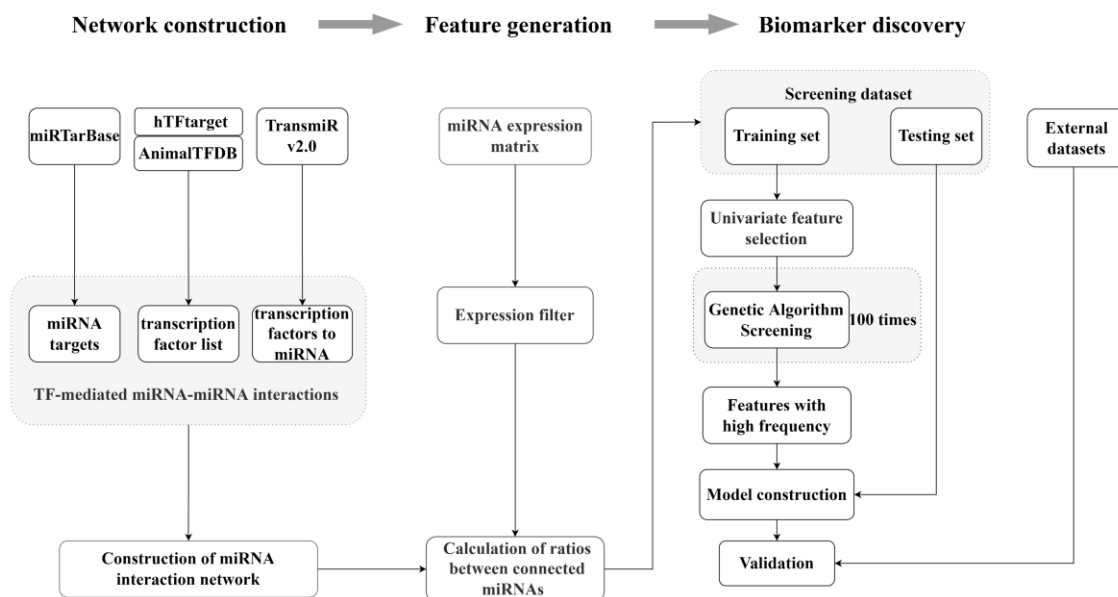 Network construction
Feature generation
Biomarker discovery
miRTarBase
hTFtarget
AnimalTFDB
TransmiR
v2.0
miRNA
targets
transcription
factor list
transcription
factors to
miRNA
TF-mediated miRNA-miRNA interactions
Construction of miRNA
interaction network
miRNA expression
matrix
Expression filter
Calculation of ratios
between connected
miRNAs
Screening dataset
Training set
Testing set
External
datasets
Univariate feature
selection
Genetic Algorithm
Screening
100 times
Features with
high frequency
Model construction
Validation